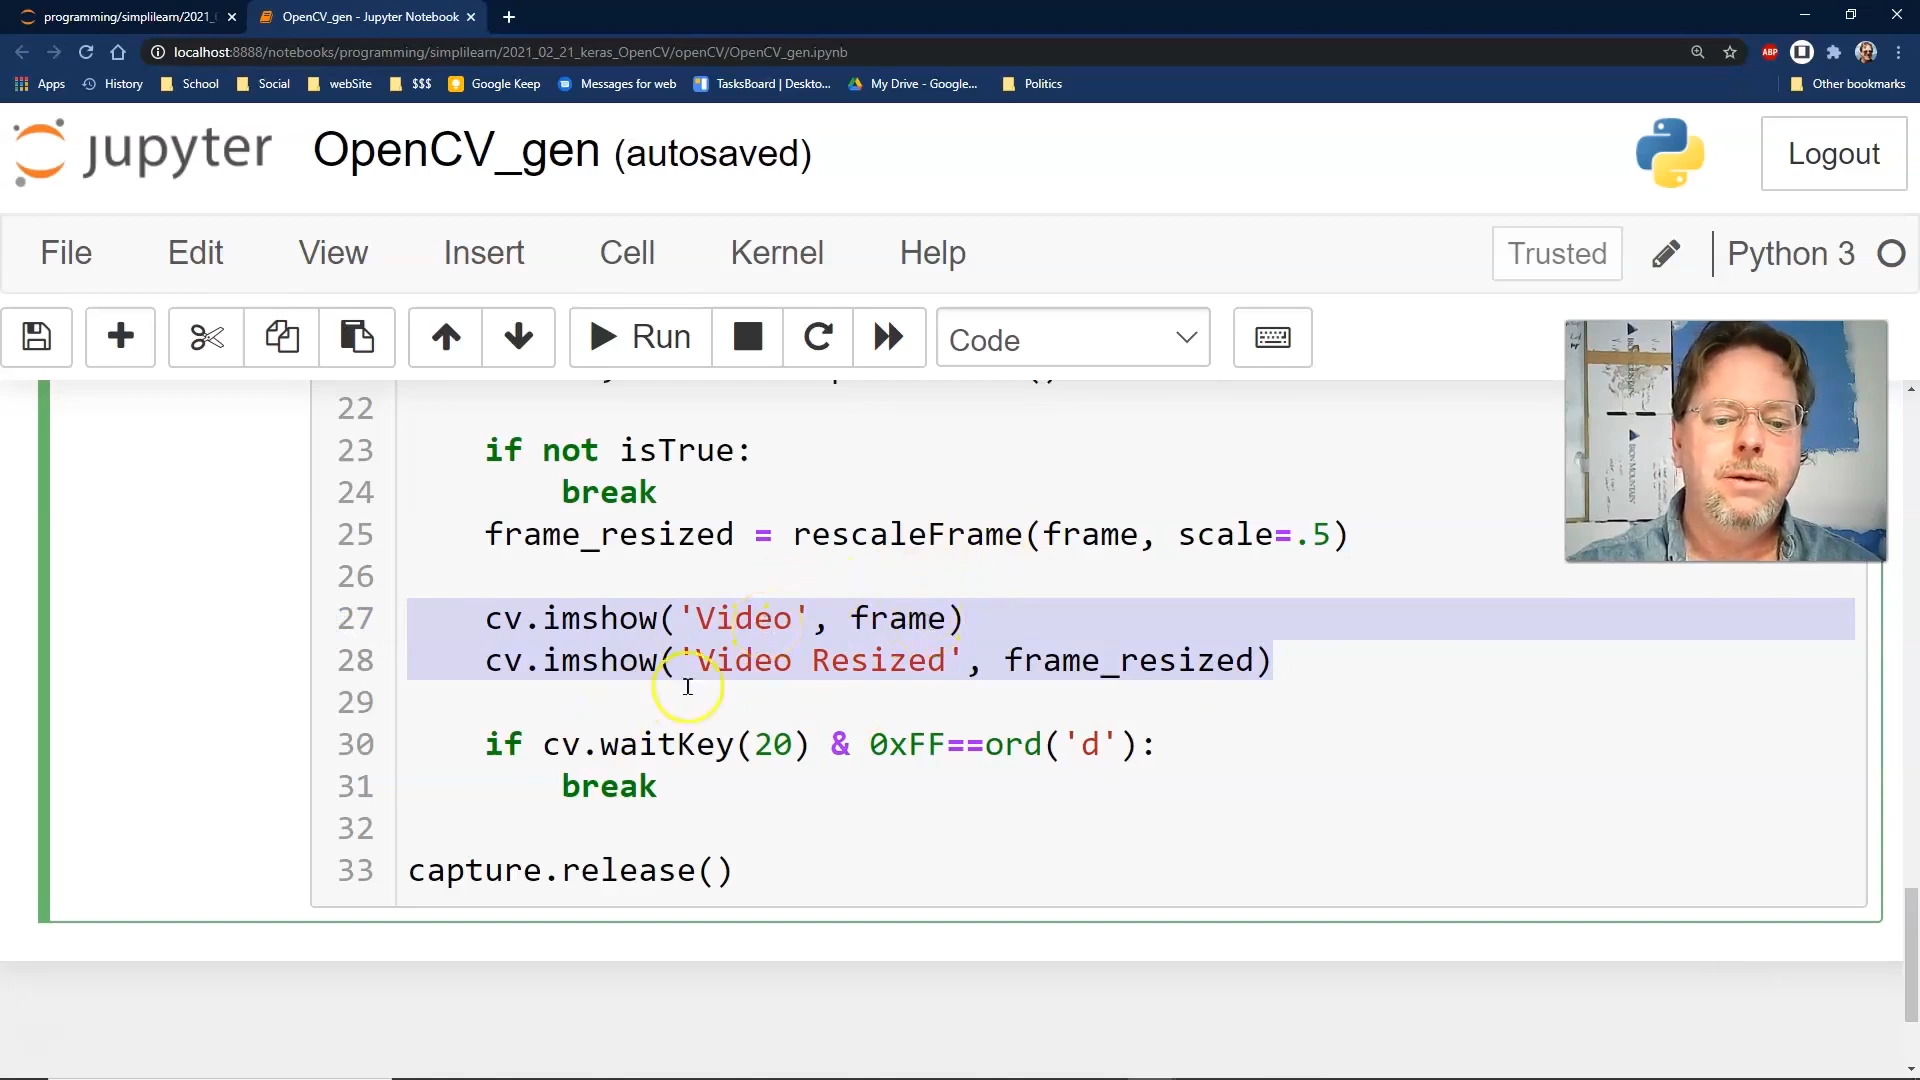 programming/simplilearn/2021_
OpenCV_gen - Jupyter Notebook
localhost:8888/notebooks/programming/simplilearn/2021_02_21_keras_OpenCV/openCV/OpenCV_gen.ipynb
ABP
Apps History School Social webSite $$$ Google Keep Messages for web TasksBoard | Deskto... My Drive - Google... Politics Other bookmarks
jupyter OpenCV_gen (autosaved) Logout
File Edit View Insert Cell Kernel Help Trusted Python 3
Run Code
22
23 if not isTrue:
24 break
25 frame_resized = rescaleFrame(frame, scale=.5)
26
27 cv.imshow('Video', frame)
28 cv.imshow('Video Resized', frame_resized)
29
30 if cv.waitKey(20) & 0xFF==ord('d'):
31 break
32
33 capture.release()